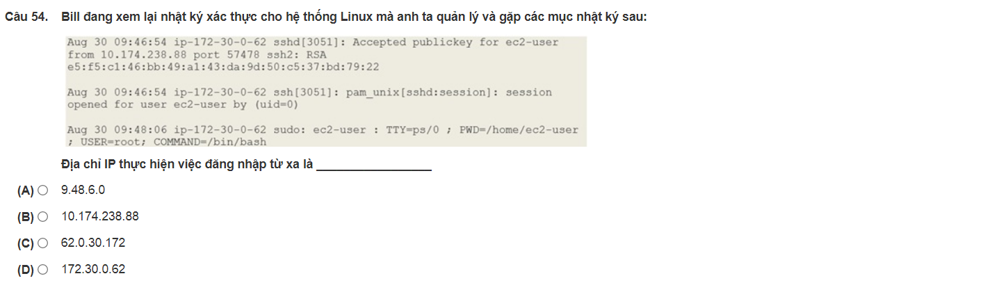 Câu 54. Bill đang xem lại nhật ký xác thực cho hệ thống Linux mà anh ta quản lý và gặp các mục nhật ký sau:
Aug 30 09:46:54 ip-172-30-0-62 sshd[3051]: Accepted publickey for ec2-user
from 10.174.238.88 port 57478 ssh2: RSA
e5:f5:c1:46:bb:49:a1:43:da:9d:50:c5:37:bd:79:22
Aug 30 09:46:54 ip-172-30-0-62 ssh[3051]: pam_unix[sshd:session]: session
opened for user ec2-user by (uid=0)
Aug 30 09:48:06 ip-172-30-0-62 sudo: ec2-user : TTY=ps/0 ; PWD=/home/ec2-user
; USER=root; COMMAND=/bin/bash
Địa chỉ IP thực hiện việc đăng nhập từ xa là _________________
(A) 9.48.6.0
(B) 10.174.238.88
(C) 62.0.30.172
(D) 172.30.0.62